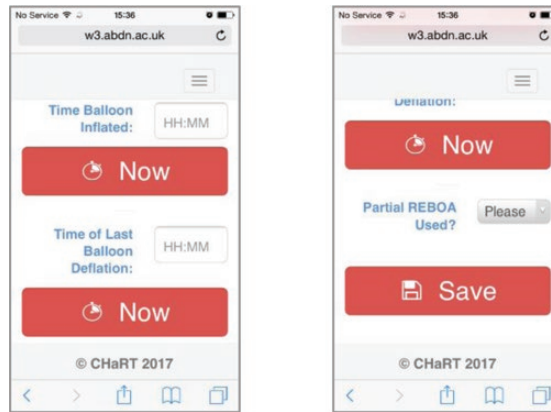 No Service 15:36
w3.abdn.ac.uk
Time Balloon
Inflated:
HH:MM
Now
Time of Last
Balloon
Deflation:
HH:MM
Now
© CHaRT 2017
No Service 15:36
w3.abdn.ac.uk
Deflation:
Now
Partial REBOA
Used?
Please
Save
© CHaRT 2017